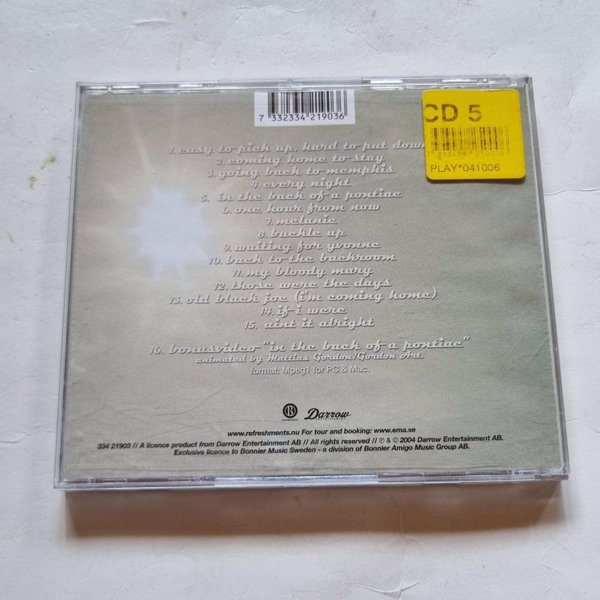 7 332334 219036
CD 5
PLAY*041006
1. easy to pick up, hard to put down
2. coming home to stay
3. going back to memphis
4. every night
5. in the back of a pontiac
6. one hour from now
7. melanie
8. buckle up
9. waiting for yvonne
10. back to the backroom
11. my bloody mary
12. those were the days
13. old black joe (i'm coming home)
14. if i were
15. aint it alright
16. bonusvideo "in the back of a pontiac"
animated by Mattias Gordon/Gordon Art.
format: Mpeg1 for PC & Mac.
Darrow
www.refreshments.nu For tour and booking: www.ema.se
334 21903 // A licence product from Darrow Entertainment AB // All rights reserved // ℗ & © 2004 Darrow Entertainment AB.
Exclusive licence to Bonnier Music Sweden - a division of Bonnier Amigo Music Group AB.